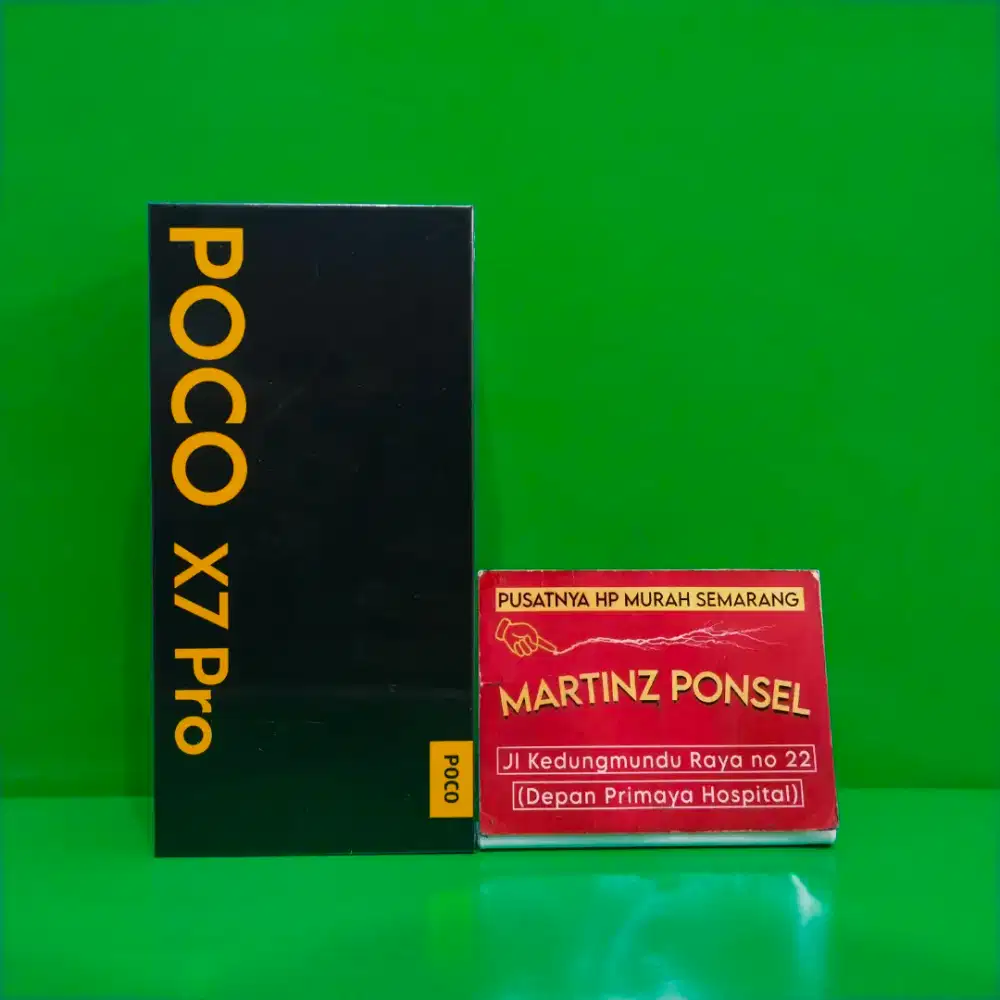 POCO X7 Pro
POCO
PUSATNYA HP MURAH SEMARANG
MARTINZ PONSEL
Jl Kedungmundu Raya no 22
(Depan Primaya Hospital)